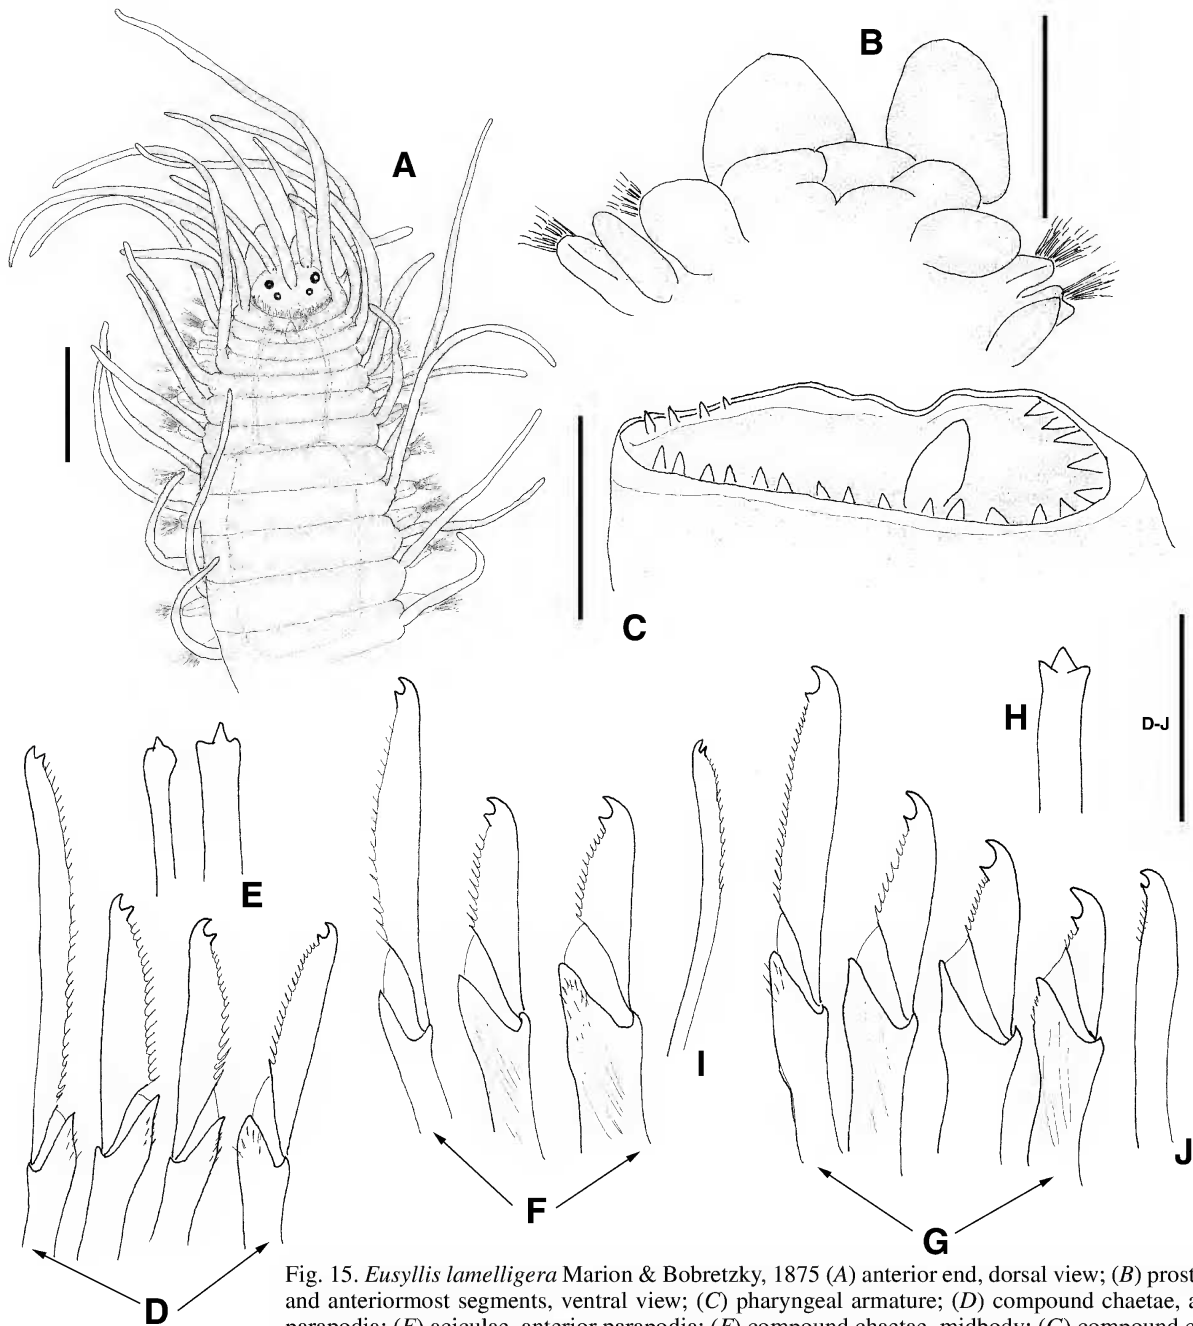 A
B
C
H
D-J
E
I
J
F
G
D
Fig. 15. Eusyllis lamelligera Marion & Bobretzky, 1875 (A) anterior end, dorsal view; (B) prost
and anteriormost segments, ventral view; (C) pharyngeal armature; (D) compound chaetae, a
parapodia; (E) aciculae, anterior parapodia; (F) compound chaetae, midbody; (G) compound c